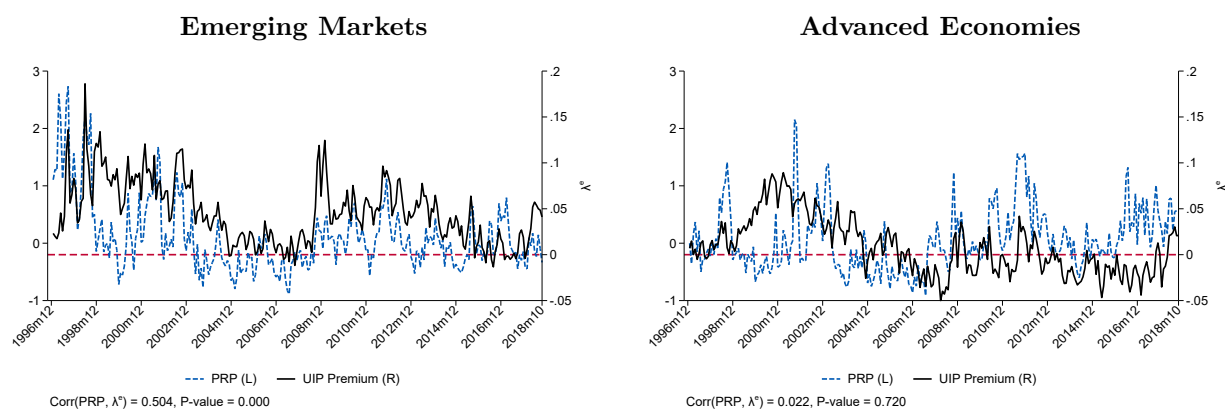 Emerging Markets
3
2
1
0
-1
.2
.15
.1
.05
0
-.05
λᵉ
1996m12
1998m12
2000m12
2002m12
2004m12
2006m12
2008m12
2010m12
2012m12
2014m12
2016m12
2018m10
PRP (L) UIP Premium (R)
Corr(PRP, λᵉ) = 0.504, P-value = 0.000
Advanced Economies
3
2
1
0
-1
.2
.15
.1
.05
0
-.05
λᵉ
1996m12
1998m12
2000m12
2002m12
2004m12
2006m12
2008m12
2010m12
2012m12
2014m12
2016m12
2018m10
PRP (L) UIP Premium (R)
Corr(PRP, λᵉ) = 0.022, P-value = 0.720